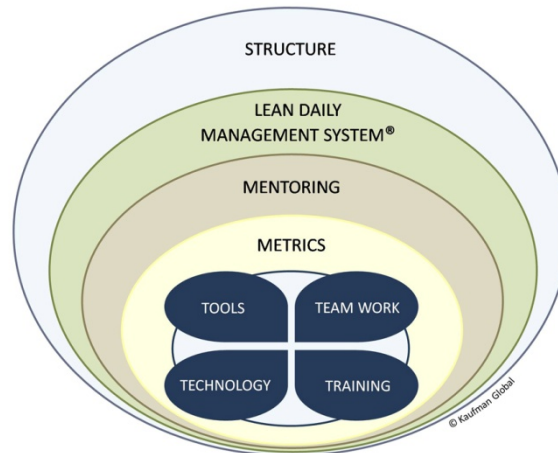 STRUCTURE
LEAN DAILY
MANAGEMENT SYSTEM®
MENTORING
METRICS
TOOLS
TEAM WORK
TECHNOLOGY
TRAINING
© Kaufman Global